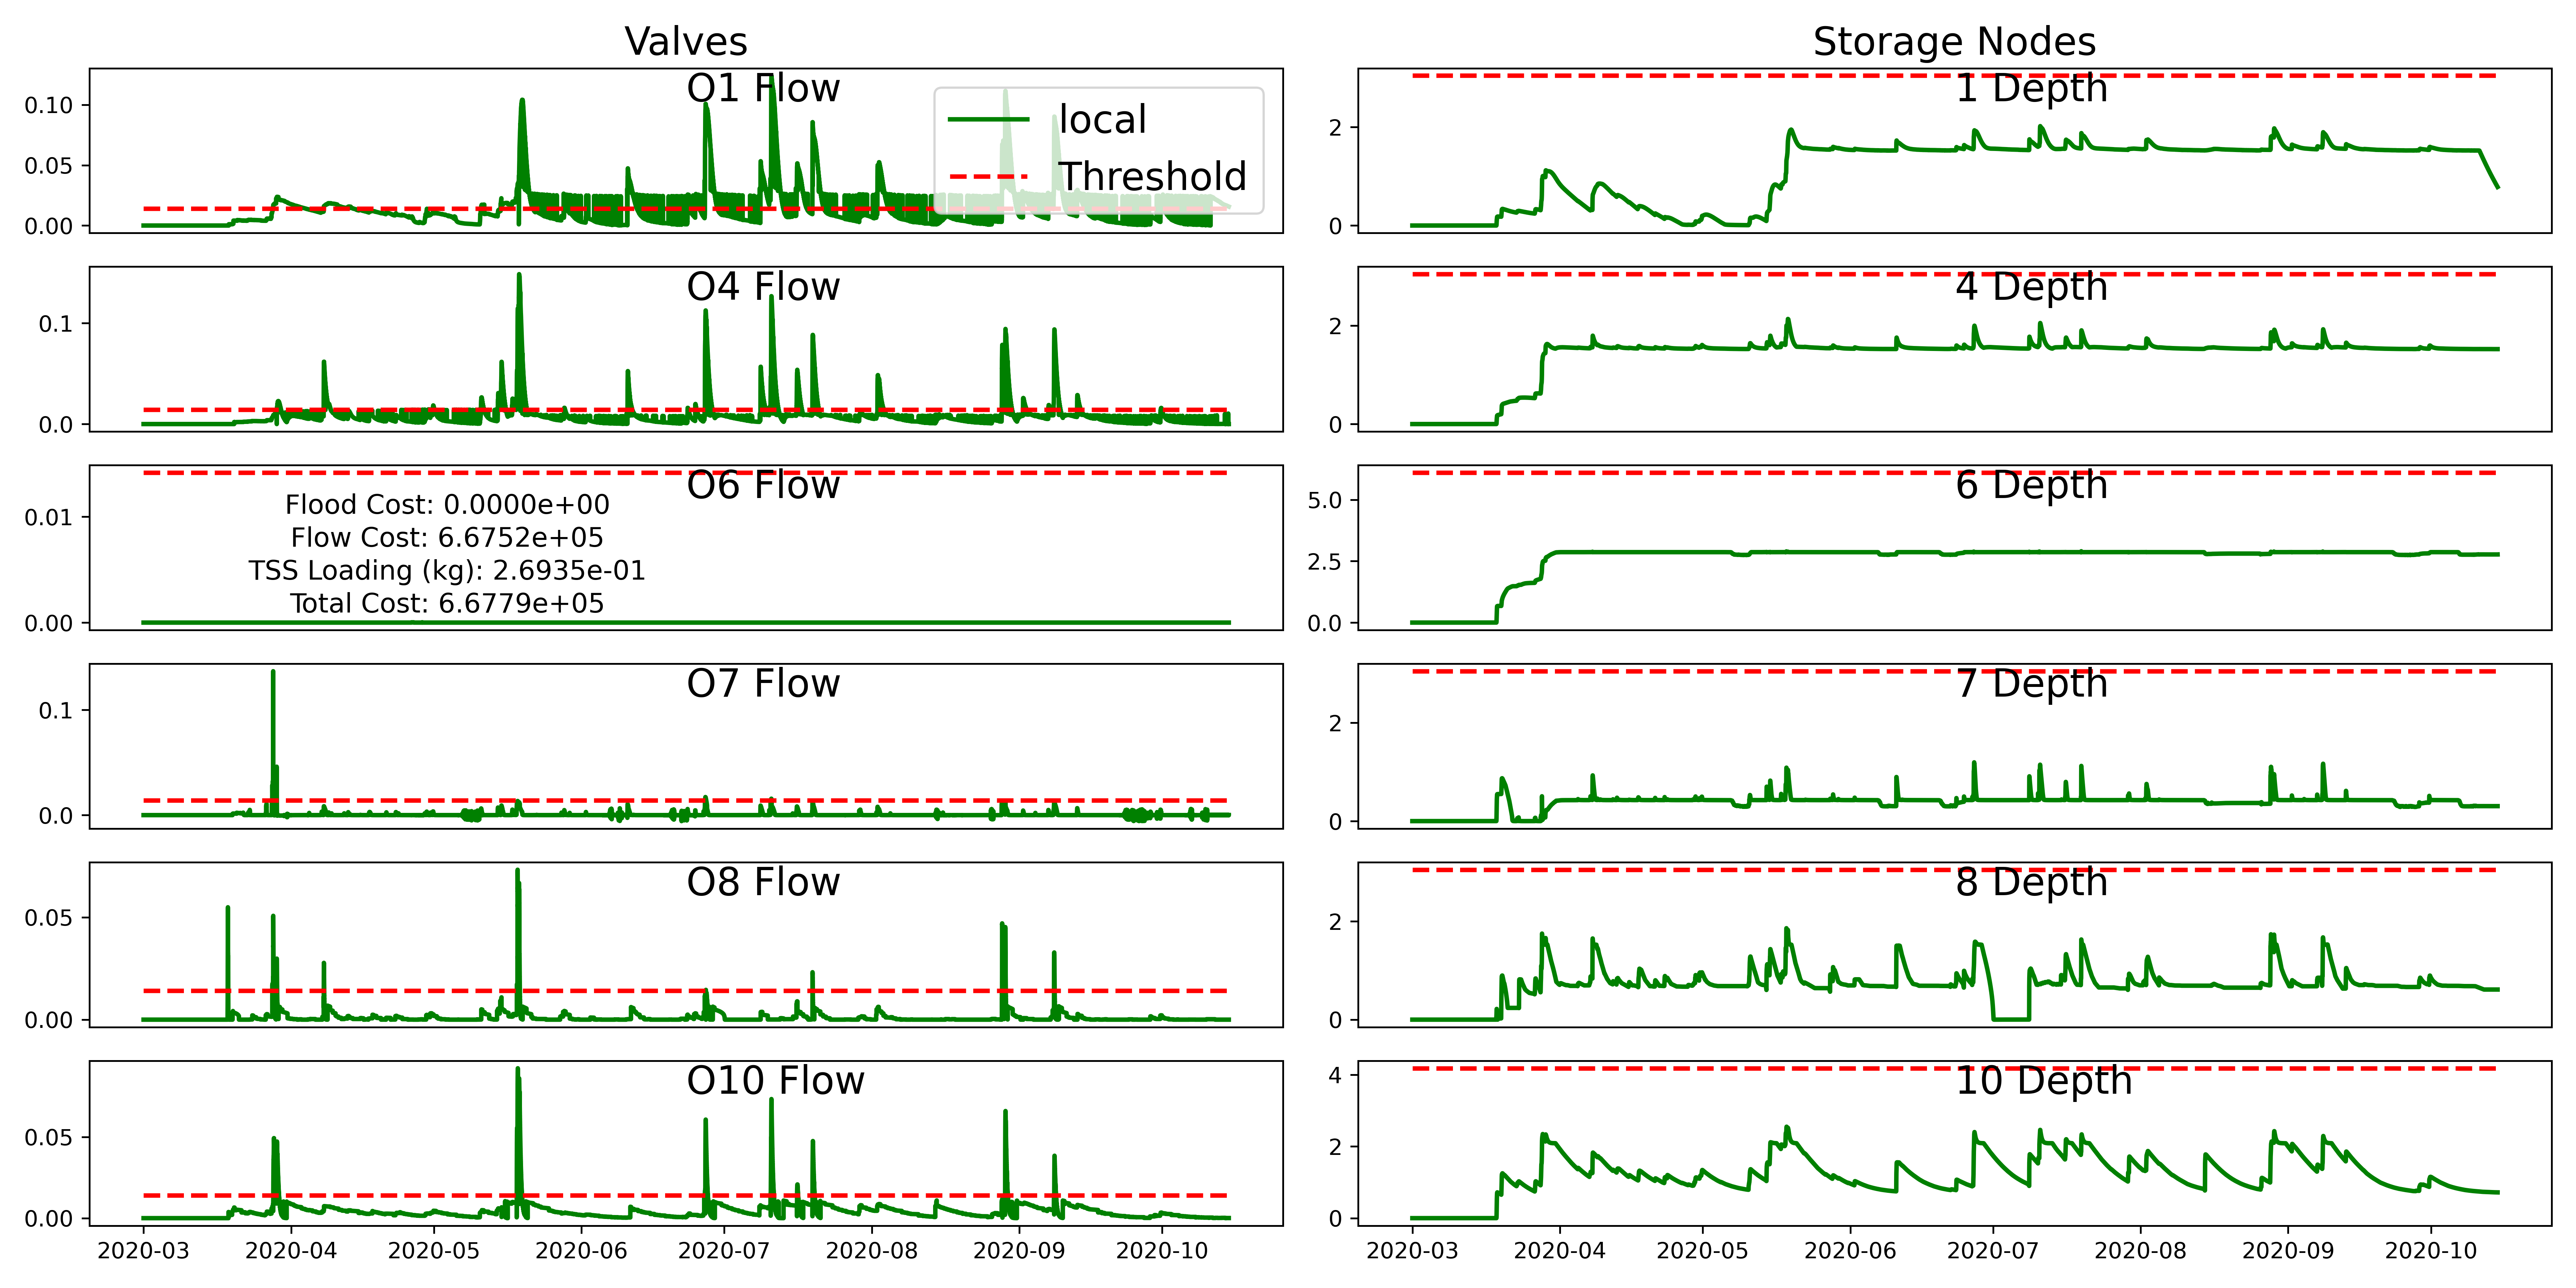 Valves
Storage Nodes
O1 Flow
local
Threshold
0.10
0.05
0.00
1 Depth
2
0
O4 Flow
0.1
0.0
4 Depth
2
0
O6 Flow
0.01
0.00
Flood Cost: 0.0000e+00
Flow Cost: 6.6752e+05
TSS Loading (kg): 2.6935e-01
Total Cost: 6.6779e+05
6 Depth
5.0
2.5
0.0
O7 Flow
0.1
0.0
7 Depth
2
0
O8 Flow
0.05
0.00
8 Depth
2
0
O10 Flow
0.05
0.00
10 Depth
4
2
0
2020-03 2020-04 2020-05 2020-06 2020-07 2020-08 2020-09 2020-10
2020-03 2020-04 2020-05 2020-06 2020-07 2020-08 2020-09 2020-10